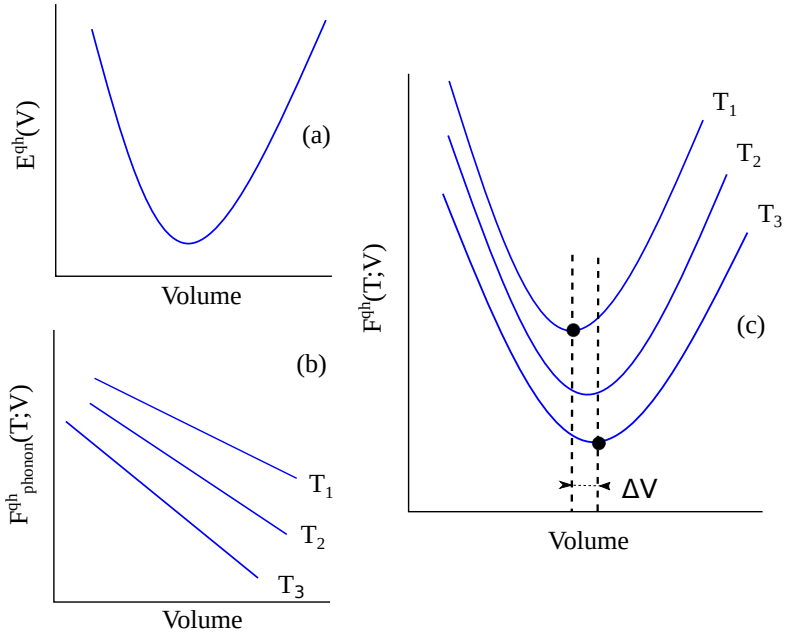 E^qh(V)
(a)
Volume
(b)
F^qh_phonon(T;V)
T₁
T₂
T₃
Volume
T₁
T₂
T₃
F^qh(T;V)
(c)
ΔV
Volume